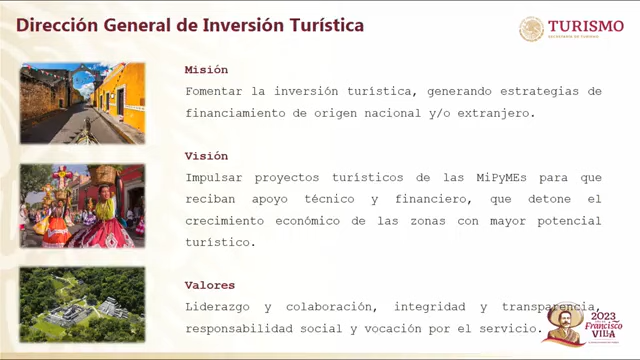 Dirección General de Inversión Turística
TURISMO
SECRETARÍA DE TURISMO
Misión
Fomentar la inversión turística, generando estrategias de
financiamiento de origen nacional y/o extranjero.
Visión
Impulsar proyectos turísticos de las MiPyMEs para que
reciban apoyo técnico y financiero, que detone el
crecimiento económico de las zonas con mayor potencial
turístico.
Valores
Liderazgo y colaboración, integridad y transparencia,
responsabilidad social y vocación por el servicio.
2023
Francisco
VILLA